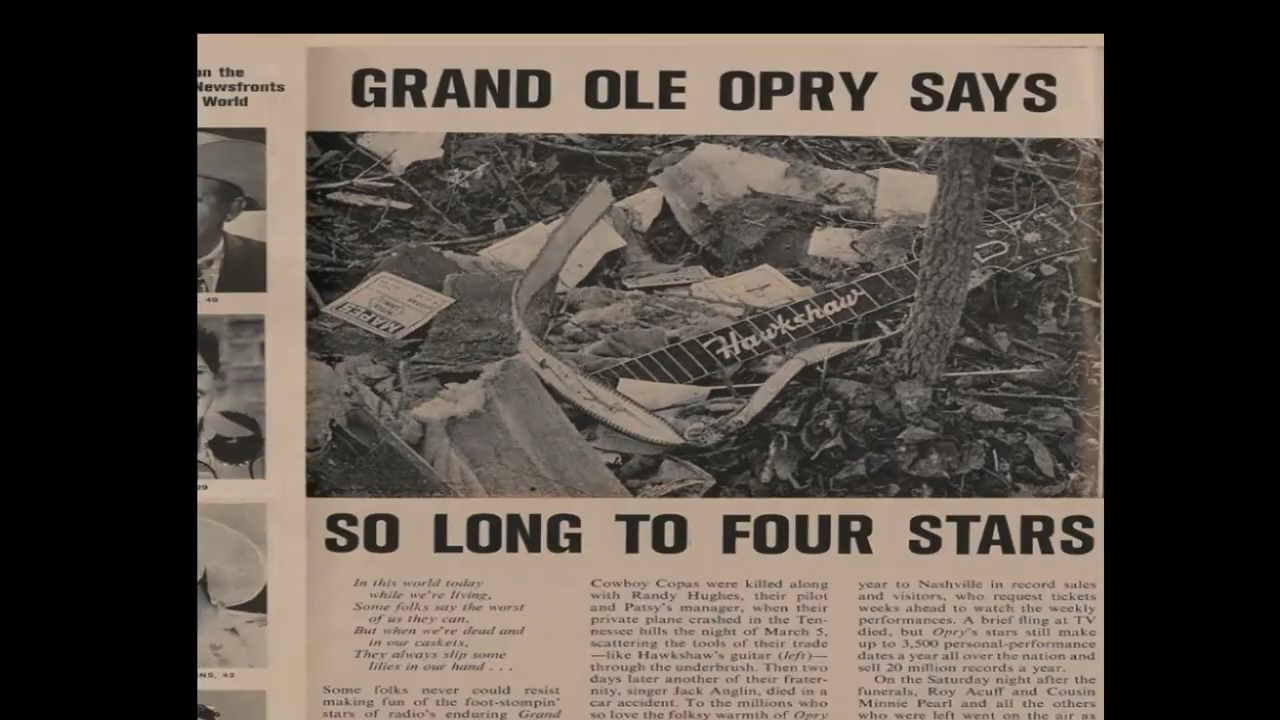 on the
Newsfronts
World
GRAND OLE OPRY SAYS
, 40
MAPES
Hawkshaw
29
NS, 43
SO LONG TO FOUR STARS
In this world today
while we're living,
Some folks say the worst
of us they can.
But when we're dead and
in our caskets,
They always slip some
lilies in our hand . . .
Some folks never could resist
making fun of the foot-stompin'
stars of radio's enduring Grand
Cowboy Copas were killed along
with Randy Hughes, their pilot
and Patsy's manager, when their
private plane crashed in the Ten-
nessee hills the night of March 5,
scattering the tools of their trade
—like Hawkshaw's guitar (left)—
through the underbrush. Then two
days later another of their frater-
nity, singer Jack Anglin, died in a
car accident. To the millions who
so love the folksy warmth of Opry
year to Nashville in record sales
and visitors, who request tickets
weeks ahead to watch the weekly
performances. A brief fling at TV
died, but Opry's stars still make
up to 3,500 personal-performance
dates a year all over the nation and
sell 20 million records a year.
On the Saturday night after the
funerals, Roy Acuff and Cousin
Minnie Pearl and all the others
who were left went on the air as